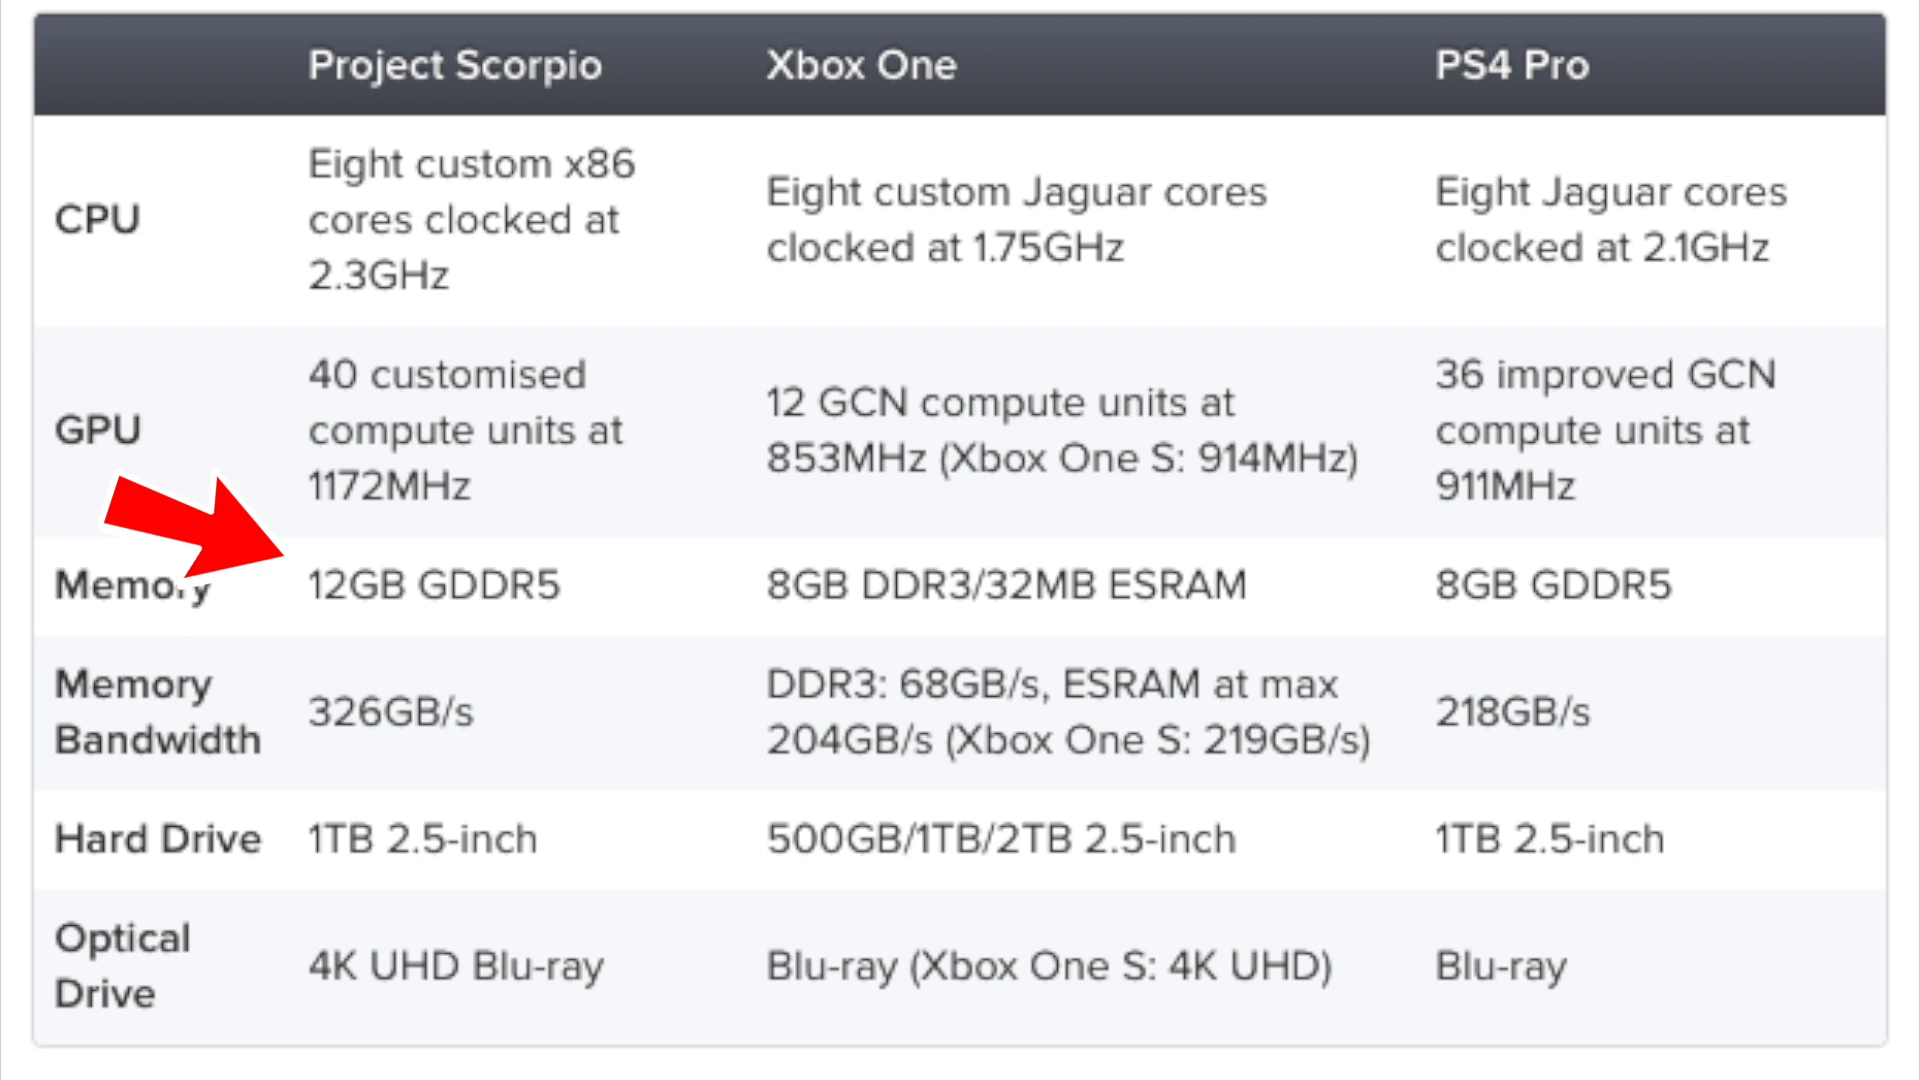 Project Scorpio
Xbox One
PS4 Pro
CPU
Eight custom x86
cores clocked at
2.3GHz
Eight custom Jaguar cores
clocked at 1.75GHz
Eight Jaguar cores
clocked at 2.1GHz
GPU
40 customised
compute units at
1172MHz
12 GCN compute units at
853MHz (Xbox One S: 914MHz)
36 improved GCN
compute units at
911MHz
Memory
12GB GDDR5
8GB DDR3/32MB ESRAM
8GB GDDR5
Memory
Bandwidth
326GB/s
DDR3: 68GB/s, ESRAM at max
204GB/s (Xbox One S: 219GB/s)
218GB/s
Hard Drive
1TB 2.5-inch
500GB/1TB/2TB 2.5-inch
1TB 2.5-inch
Optical
Drive
4K UHD Blu-ray
Blu-ray (Xbox One S: 4K UHD)
Blu-ray